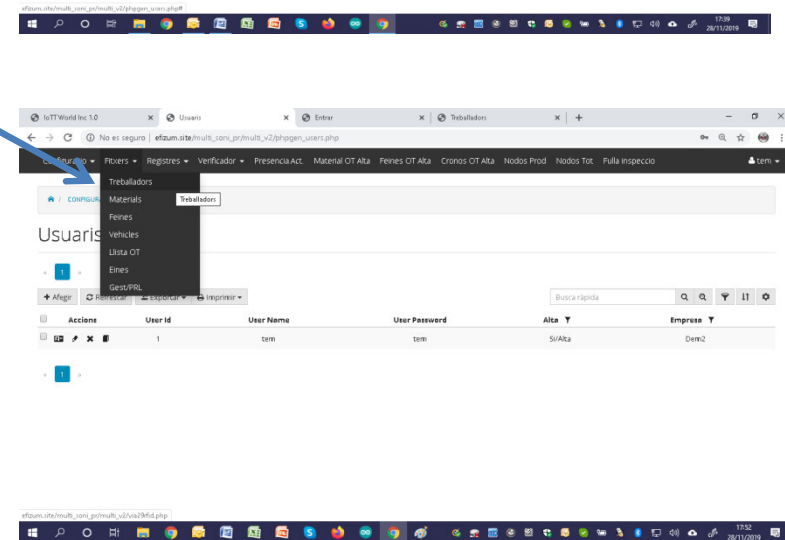 efizum.site/multi_soni_pr/multi_v2/phpgen_users.php#
17:39
28/11/2019
IoTTWorld Inc 1.0
Usuaris
Entrar
Treballadors
No es seguro | efizum.site/multi_soni_pr/multi_v2/phpgen_users.php
Configuració Fitxers Registres Verificador Presencia Act. Material OT Alta Feines OT Alta Cronos OT Alta Nodos Prod Nodos Tot Fulla inspeccio tem
Treballadors
/ CONFIGURA
Materials Treballadors
Feines
Usuaris Vehicles
Llista OT
« 1 » Eines
Gest/PRL
Afegir Refrescar Exportar Imprimir Busca rápida
Accions User Id User Name User Password Alta Empresa
1 tem tem Si/Alta Dem2
« 1 »
efizum.site/multi_soni_pr/multi_v2/via29rfid.php
17:52
28/11/2019